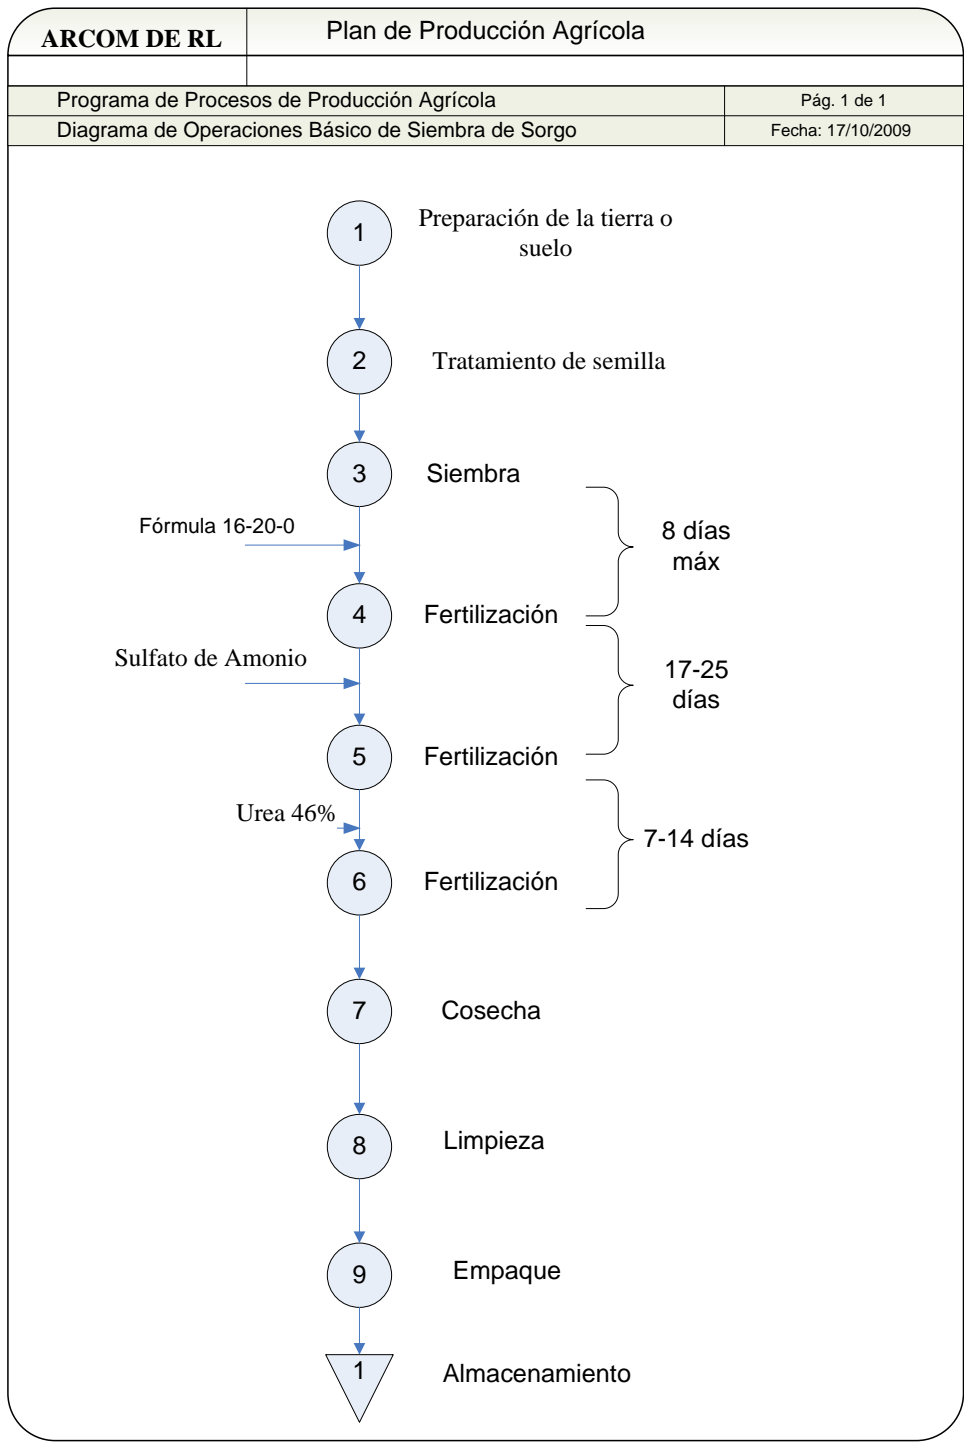 ARCOM DE RL
Plan de Producción Agrícola
Programa de Procesos de Producción Agrícola
Pág. 1 de 1
Diagrama de Operaciones Básico de Siembra de Sorgo
Fecha: 17/10/2009
1
Preparación de la tierra o
suelo
2
Tratamiento de semilla
3
Siembra
Fórmula 16-20-0
8 días
máx
4
Fertilización
Sulfato de Amonio
17-25
días
5
Fertilización
Urea 46%
7-14 días
6
Fertilización
7
Cosecha
8
Limpieza
9
Empaque
1
Almacenamiento